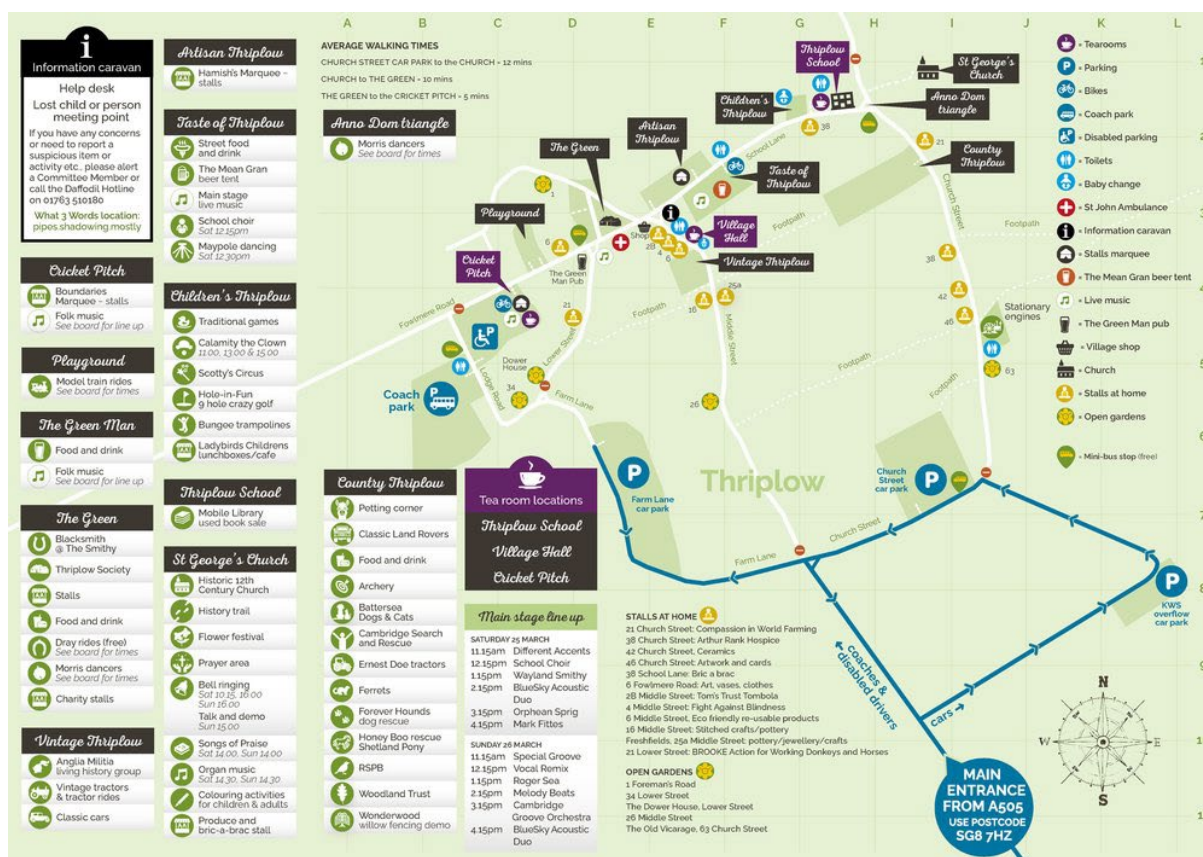 A B C D E F G H I J K L
Information caravan
Help desk
Lost child or person
meeting point
If you have any concerns
or need to report a
suspicious item or
activity etc., please alert
a Committee Member or
call the Daffodil Hotline
on 01763 510180
What 3 Words location:
pipes shadowing mostly
Cricket Pitch
Boundaries
Marquee – stalls
Folk music
See board for line up
Playground
Model train rides
See board for times
The Green Man
Food and drink
Folk music
See board for line up
The Green
Blacksmith
@ The Smithy
Thriplow Society
Stalls
Food and drink
Dray rides (free)
See board for times
Morris dancers
See board for times
Charity stalls
Vintage Thriplow
Anglia Militia
living history group
Vintage tractors
& tractor rides
Classic cars
Artisan Thriplow
Hamish's Marquee –
stalls
Taste of Thriplow
Street food
and drink
The Mean Gran
beer tent
Main stage
live music
School choir
Sat 12.15pm
Maypole dancing
Sat 12.30pm
Children's Thriplow
Traditional games
Calamity the Clown
11.00, 13.00 & 15.00
Scotty's Circus
Hole-in-Fun
9 hole crazy golf
Bungee trampolines
Ladybirds Childrens
lunchboxes/cafe
Thriplow School
Mobile Library
used book sale
St George's Church
Historic 12th
Century Church
History trail
Flower festival
Prayer area
Bell ringing
Sat 10.15, 16.00
Sun 16.00
Talk and demo
Sun 15.00
Songs of Praise
Sat 14.00, Sun 14.00
Organ music
Sat 14.30, Sun 14.30
Colouring activities
for children & adults
Produce and
bric-a-brac stall
AVERAGE WALKING TIMES
CHURCH STREET CAR PARK to the CHURCH = 12 mins
CHURCH to THE GREEN = 10 mins
THE GREEN to the CRICKET PITCH = 5 mins
Anno Dom triangle
Morris dancers
See board for times
Country Thriplow
Petting corner
Classic Land Rovers
Food and drink
Archery
Battersea
Dogs & Cats
Cambridge Search
and Rescue
Ernest Doe tractors
Ferrets
Forever Hounds
dog rescue
Honey Boo rescue
Shetland Pony
RSPB
Woodland Trust
Wonderwood
willow fencing demo
Tea room locations
Thriplow School
Village Hall
Cricket Pitch
Main stage line up
SATURDAY 25 MARCH
11.15am Different Accents
12.15pm School Choir
1.15pm Wayland Smithy
2.15pm BlueSky Acoustic
Duo
3.15pm Orphean Sprig
4.15pm Mark Fittes
SUNDAY 26 MARCH
11.15am Special Groove
12.15pm Vocal Remix
1.15pm Roger Sea
2.15pm Melody Beats
3.15pm Cambridge
Groove Orchestra
4.15pm BlueSky Acoustic
Duo
STALLS AT HOME
21 Church Street: Compassion in World Farming
38 Church Street: Arthur Rank Hospice
42 Church Street, Ceramics
46 Church Street: Artwork and cards
38 School Lane: Bric a brac
6 Fowlmere Road: Art, vases, clothes
2B Middle Street: Tom's Trust Tombola
4 Middle Street: Fight Against Blindness
6 Middle Street, Eco friendly re-usable products
16 Middle Street: Stitched crafts/pottery
Freshfields, 25a Middle Street: pottery/jewellery/crafts
21 Lower Street: BROOKE Action for Working Donkeys and Horses
OPEN GARDENS
1 Foreman's Road
34 Lower Street
The Dower House, Lower Street
26 Middle Street
The Old Vicarage, 63 Church Street
Thriplow
School
St George's
Church
Children's
Thriplow
Anno Dom
triangle
38
School Lane
21
Artisan
Thriplow
The Green
Country
Thriplow
Taste of
Thriplow
1
Playground
Shop
Village
Hall
6
2B
4
6
Vintage Thriplow
The Green
Man Pub
Cricket
Pitch
Church Street
Footpath
Footpath
38
25a
16
42
46
Stationary
engines
Fowlmere Road
21
Lower Street
Footpath
Middle Street
Footpath
Footpath
Dower
House
34
Lodge Road
Farm Lane
26
63
Coach
park
P
P
Farm Lane
car park
Thriplow
Church
Street
car park
P
Church Street
Farm Lane
P
KWS
overflow
car park
coaches &
disabled drivers
cars
N
W E
S
MAIN
ENTRANCE
FROM A505
USE POSTCODE
SG8 7HZ
= Tearooms
= Parking
= Bikes
= Coach park
= Disabled parking
= Toilets
= Baby change
= St John Ambulance
= Information caravan
= Stalls marquee
= The Mean Gran beer tent
= Live music
= The Green Man pub
= Village shop
= Church
= Stalls at home
= Open gardens
= Mini-bus stop (free)